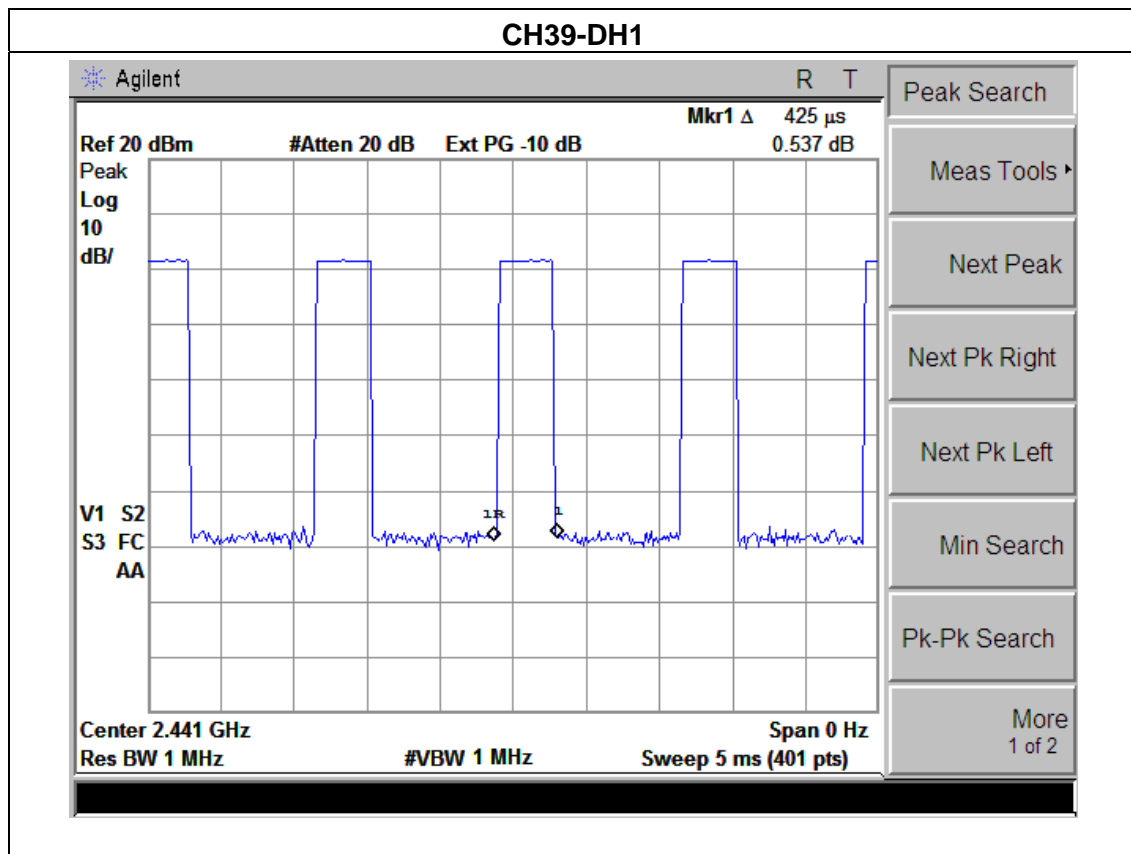 CH39-DH1
Agilent
R T
Mkr1 Δ 425 μs
Ref 20 dBm #Atten 20 dB Ext PG -10 dB 0.537 dB
Peak
Log
10
dB/
1R 1
V1 S2
S3 FC
AA
Center 2.441 GHz Span 0 Hz
Res BW 1 MHz #VBW 1 MHz Sweep 5 ms (401 pts)
Peak Search
Meas Tools
Next Peak
Next Pk Right
Next Pk Left
Min Search
Pk-Pk Search
More
1 of 2